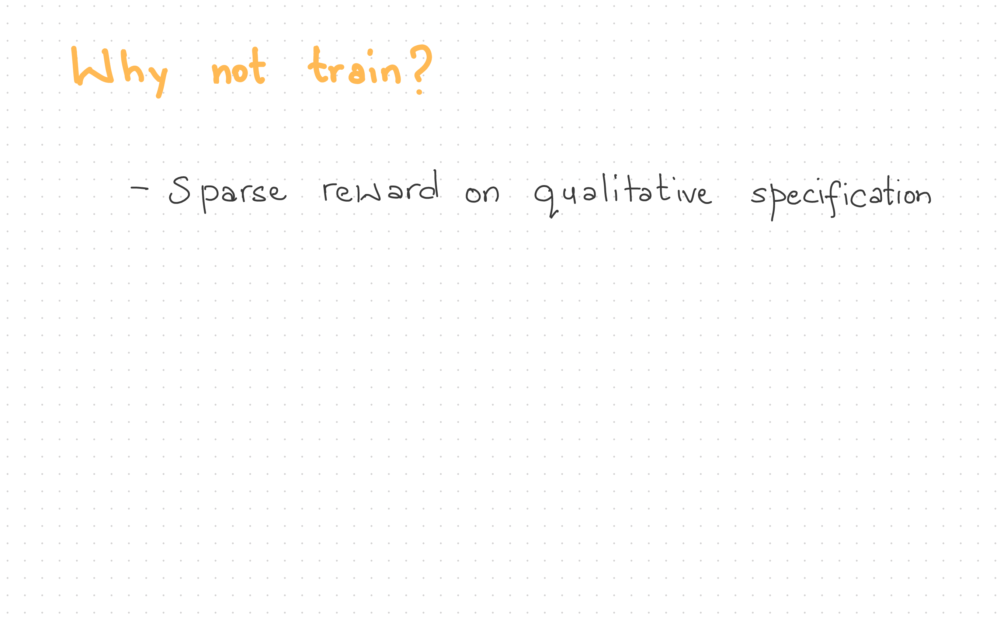 Why not train?
- Sparse reward on qualitative specification